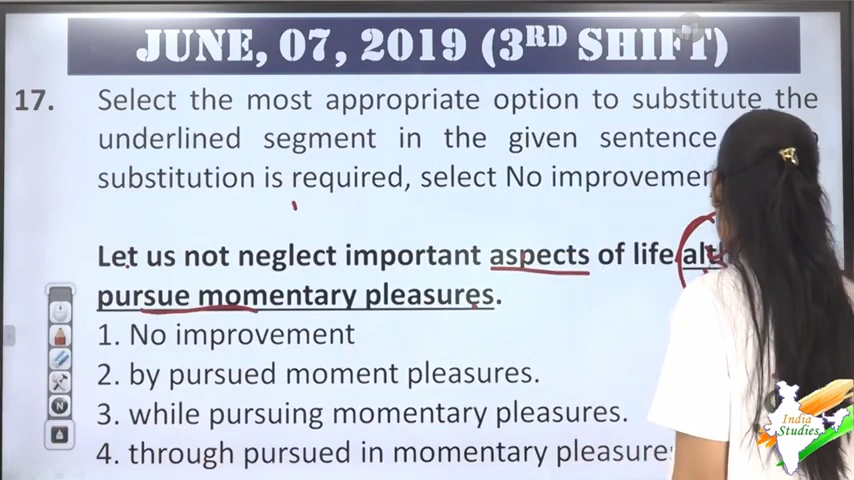 JUNE, 07, 2019 (3RD SHIFT)
17. Select the most appropriate option to substitute the
underlined segment in the given sentence
substitution is required, select No improvemen
Let us not neglect important aspects of life
pursue momentary pleasures.
1. No improvement
2. by pursued moment pleasures.
3. while pursuing momentary pleasures.
4. through pursued in momentary pleasure
N
India
Studies